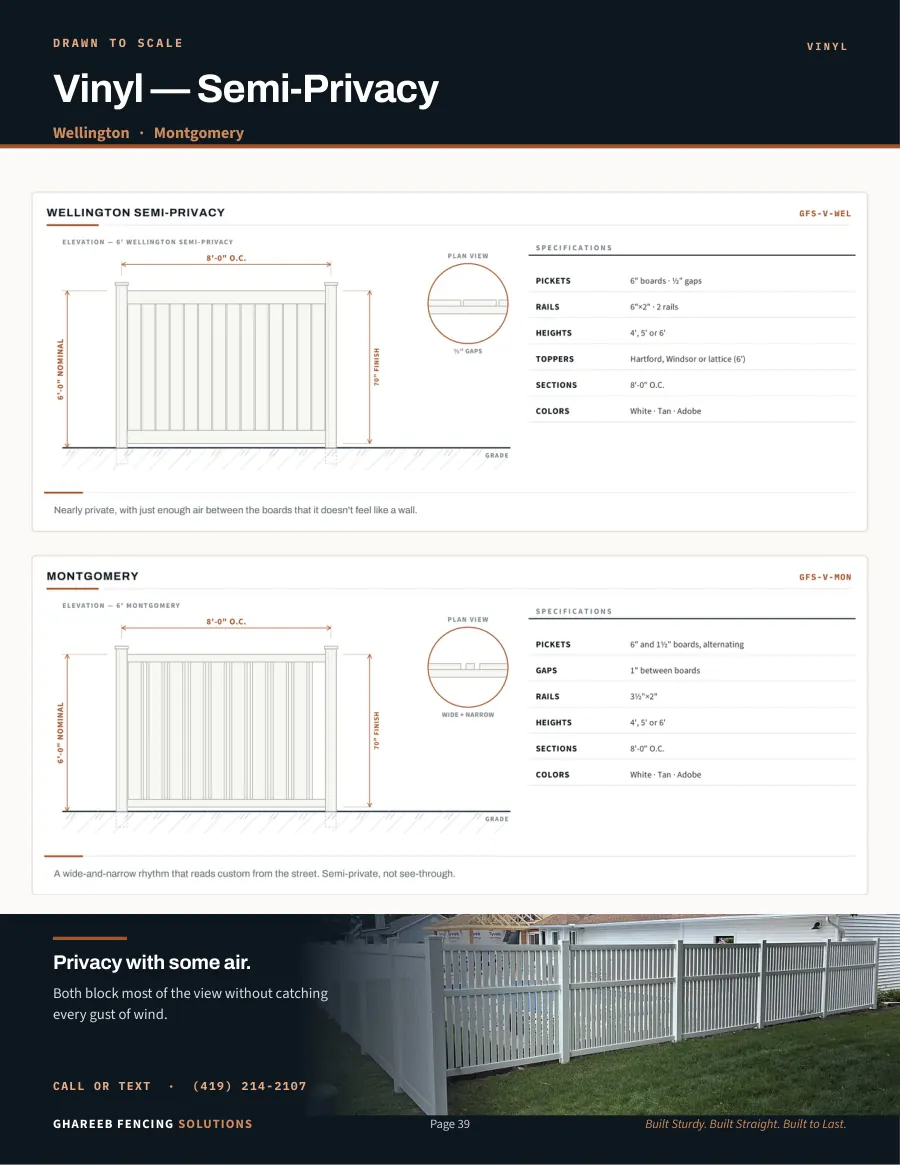 DRAWN TO SCALE
VINYL
Vinyl — Semi-Privacy
Wellington · Montgomery
WELLINGTON SEMI-PRIVACY
GFS-V-WEL
ELEVATION — 6' WELLINGTON SEMI-PRIVACY
8'-0" O.C.
6'-0" NOMINAL
70" FINISH
GRADE
PLAN VIEW
½" GAPS
SPECIFICATIONS
PICKETS 6" boards · ½" gaps
RAILS 6"×2" · 2 rails
HEIGHTS 4', 5' or 6'
TOPPERS Hartford, Windsor or lattice (6')
SECTIONS 8'-0" O.C.
COLORS White · Tan · Adobe
Nearly private, with just enough air between the boards that it doesn't feel like a wall.
MONTGOMERY
GFS-V-MON
ELEVATION — 6' MONTGOMERY
8'-0" O.C.
6'-0" NOMINAL
70" FINISH
GRADE
PLAN VIEW
WIDE + NARROW
SPECIFICATIONS
PICKETS 6" and 1½" boards, alternating
GAPS 1" between boards
RAILS 3½"×2"
HEIGHTS 4', 5' or 6'
SECTIONS 8'-0" O.C.
COLORS White · Tan · Adobe
A wide-and-narrow rhythm that reads custom from the street. Semi-private, not see-through.
Privacy with some air.
Both block most of the view without catching
every gust of wind.
CALL OR TEXT · (419) 214-2107
GHAREEB FENCING SOLUTIONS
Page 39
Built Sturdy. Built Straight. Built to Last.